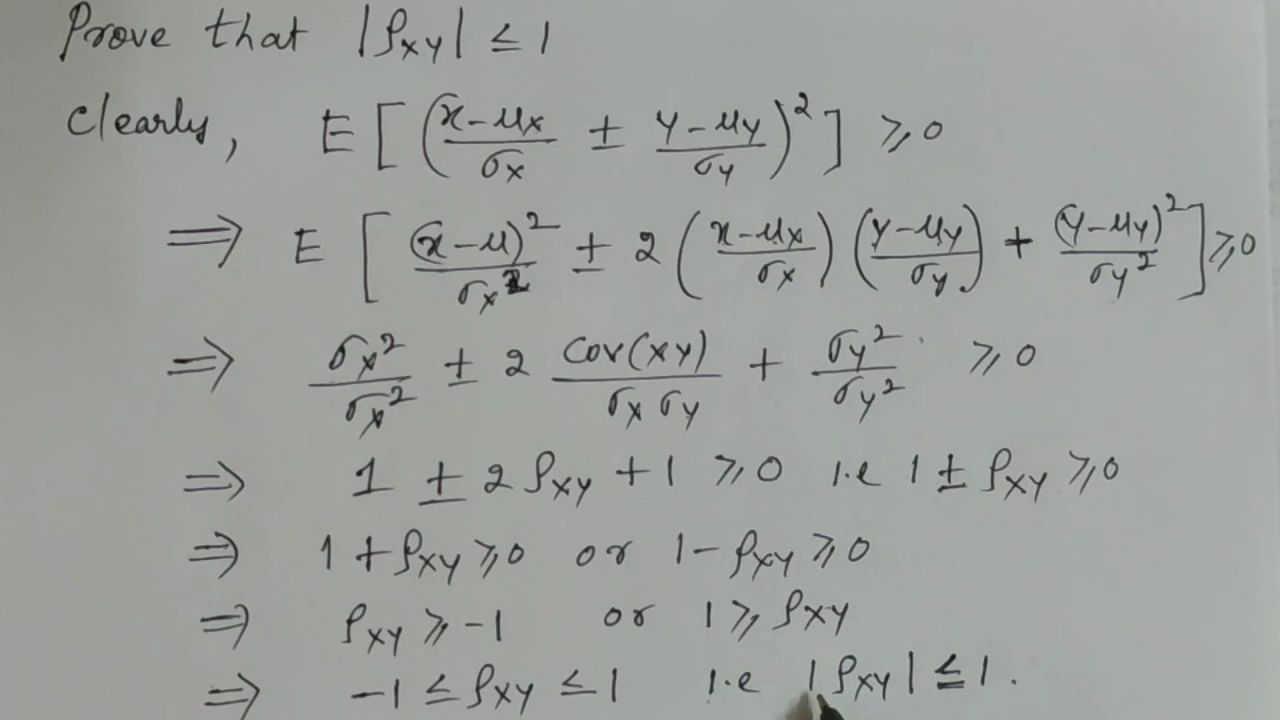 Prove that |ρxy| ≤ 1
Clearly, E[((x-μx)/σx ± (y-μy)/σy)²] ≥ 0
⇒ E[(x-μ)²/σx² ± 2((x-μx)/σx)((y-μy)/σy) + (y-μy)²/σy²] ≥ 0
⇒ σx²/σx² ± 2 Cov(xy)/(σx σy) + σy²/σy² ≥ 0
⇒ 1 ± 2ρxy + 1 ≥ 0 i.e 1 ± ρxy ≥ 0
⇒ 1 + ρxy ≥ 0 or 1 - ρxy ≥ 0
⇒ ρxy ≥ -1 or 1 ≥ ρxy
⇒ -1 ≤ ρxy ≤ 1 i.e |ρxy| ≤ 1.